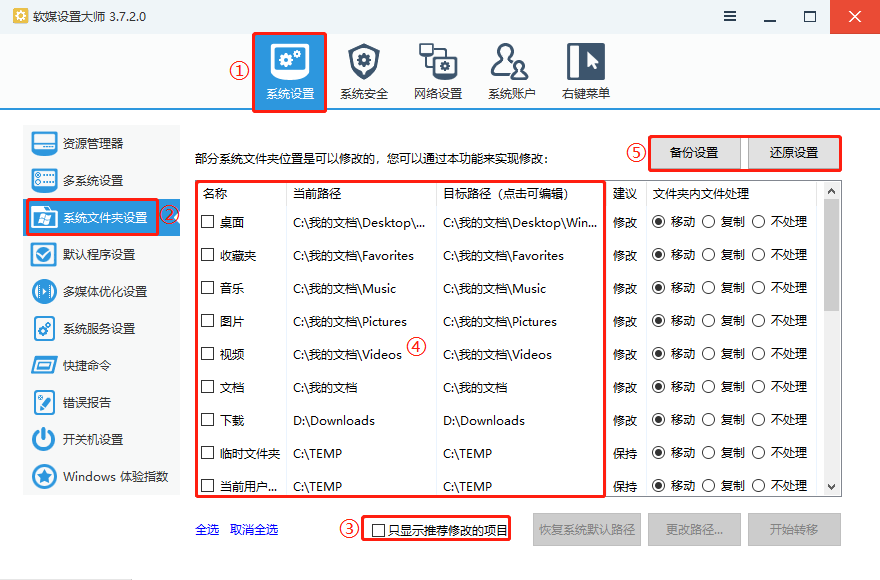 软媒设置大师 3.7.2.0
① 系统设置 系统安全 网络设置 系统账户 右键菜单
资源管理器
多系统设置
系统文件夹设置 ②
默认程序设置
多媒体优化设置
系统服务设置
快捷命令
错误报告
开关机设置
Windows 体验指数
部分系统文件夹位置是可以修改的，您可以通过本功能来实现修改：
⑤ 备份设置 还原设置
名称 当前路径 目标路径（点击可编辑） 建议 文件夹内文件处理
桌面 C:\我的文档\Desktop\... C:\我的文档\Desktop\Win... 修改 移动 复制 不处理
收藏夹 C:\我的文档\Favorites C:\我的文档\Favorites 修改 移动 复制 不处理
音乐 C:\我的文档\Music C:\我的文档\Music 修改 移动 复制 不处理
图片 C:\我的文档\Pictures C:\我的文档\Pictures 修改 移动 复制 不处理
视频 C:\我的文档\Videos ④ C:\我的文档\Videos 修改 移动 复制 不处理
文档 C:\我的文档 C:\我的文档 修改 移动 复制 不处理
下载 D:\Downloads D:\Downloads 修改 移动 复制 不处理
临时文件夹 C:\TEMP C:\TEMP 保持 移动 复制 不处理
当前用户... C:\TEMP C:\TEMP 保持 移动 复制 不处理
全选 取消全选 ③ 只显示推荐修改的项目 恢复系统默认路径 更改路径... 开始转移